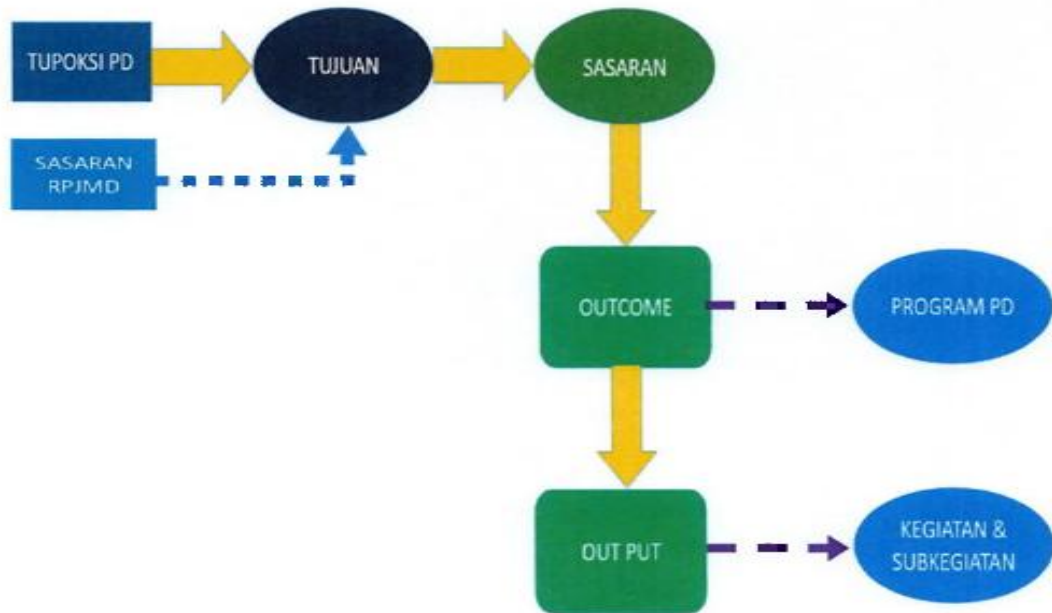 TUPOKSI PD
TUJUAN
SASARAN
SASARAN
RPJMD
OUTCOME
PROGRAM PD
OUT PUT
KEGIATAN &
SUBKEGIATAN